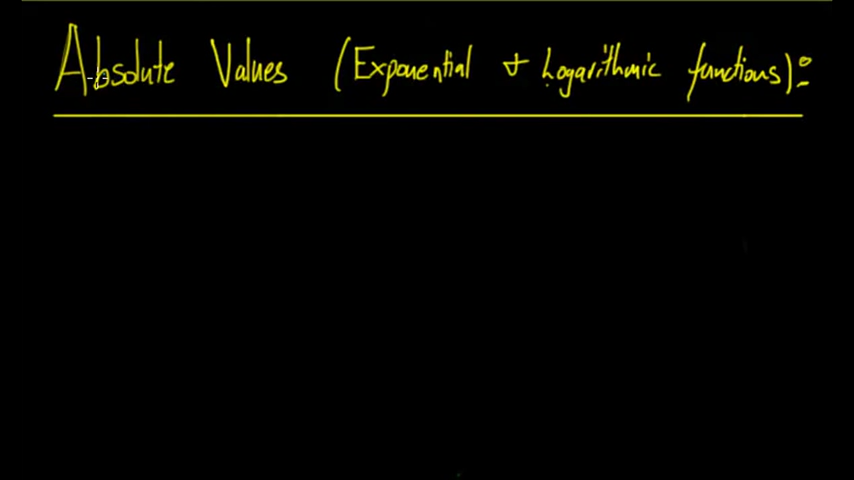 Absolute Values (Exponential + Logarithmic functions):